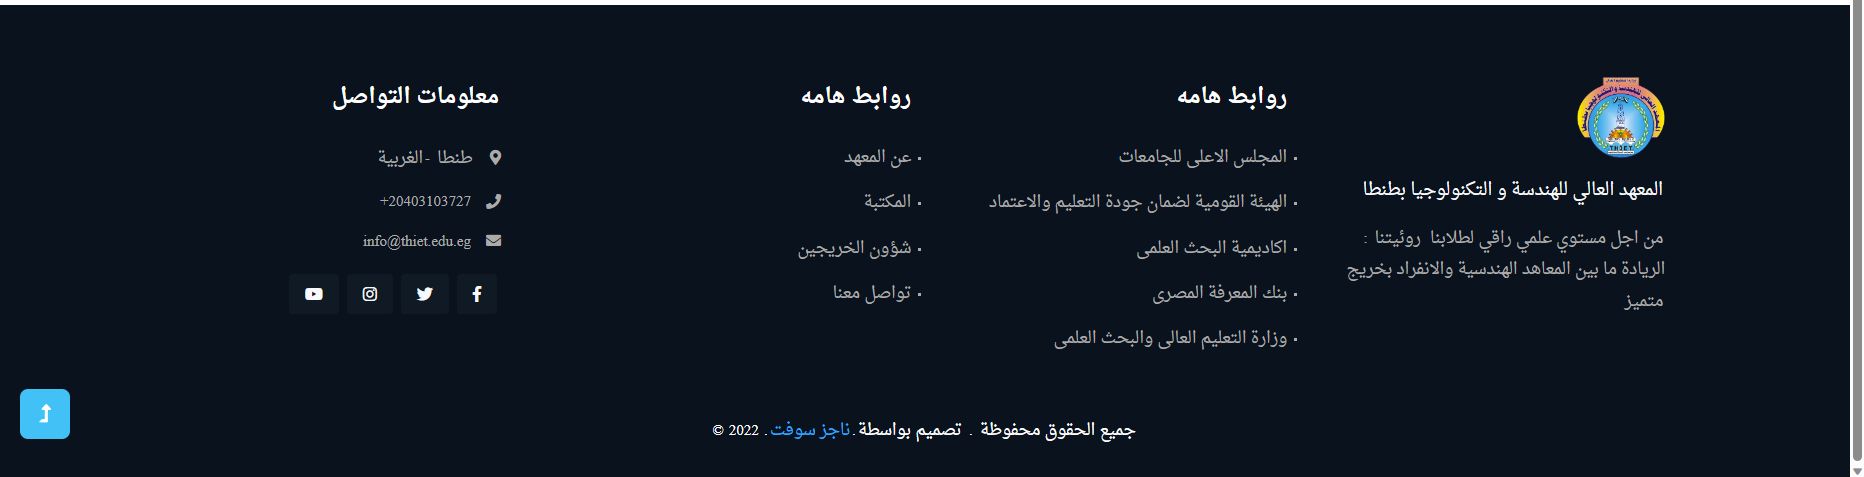 THIET
المعهد العالي للهندسة و التكنولوجيا بطنطا
من اجل مستوي علمي راقي لطلابنا روئيتنا :
الريادة ما بين المعاهد الهندسية والانفراد بخريج
متميز
روابط هامه
المجلس الاعلى للجامعات
الهيئة القومية لضمان جودة التعليم والاعتماد
اكاديمية البحث العلمى
بنك المعرفة المصرى
وزارة التعليم العالى والبحث العلمى
روابط هامه
عن المعهد
المكتبة
شؤون الخريجين
تواصل معنا
معلومات التواصل
طنطا - الغربية
+20403103727
info@thiet.edu.eg
جميع الحقوق محفوظة . تصميم بواسطة.ناجز سوفت. 2022 ©